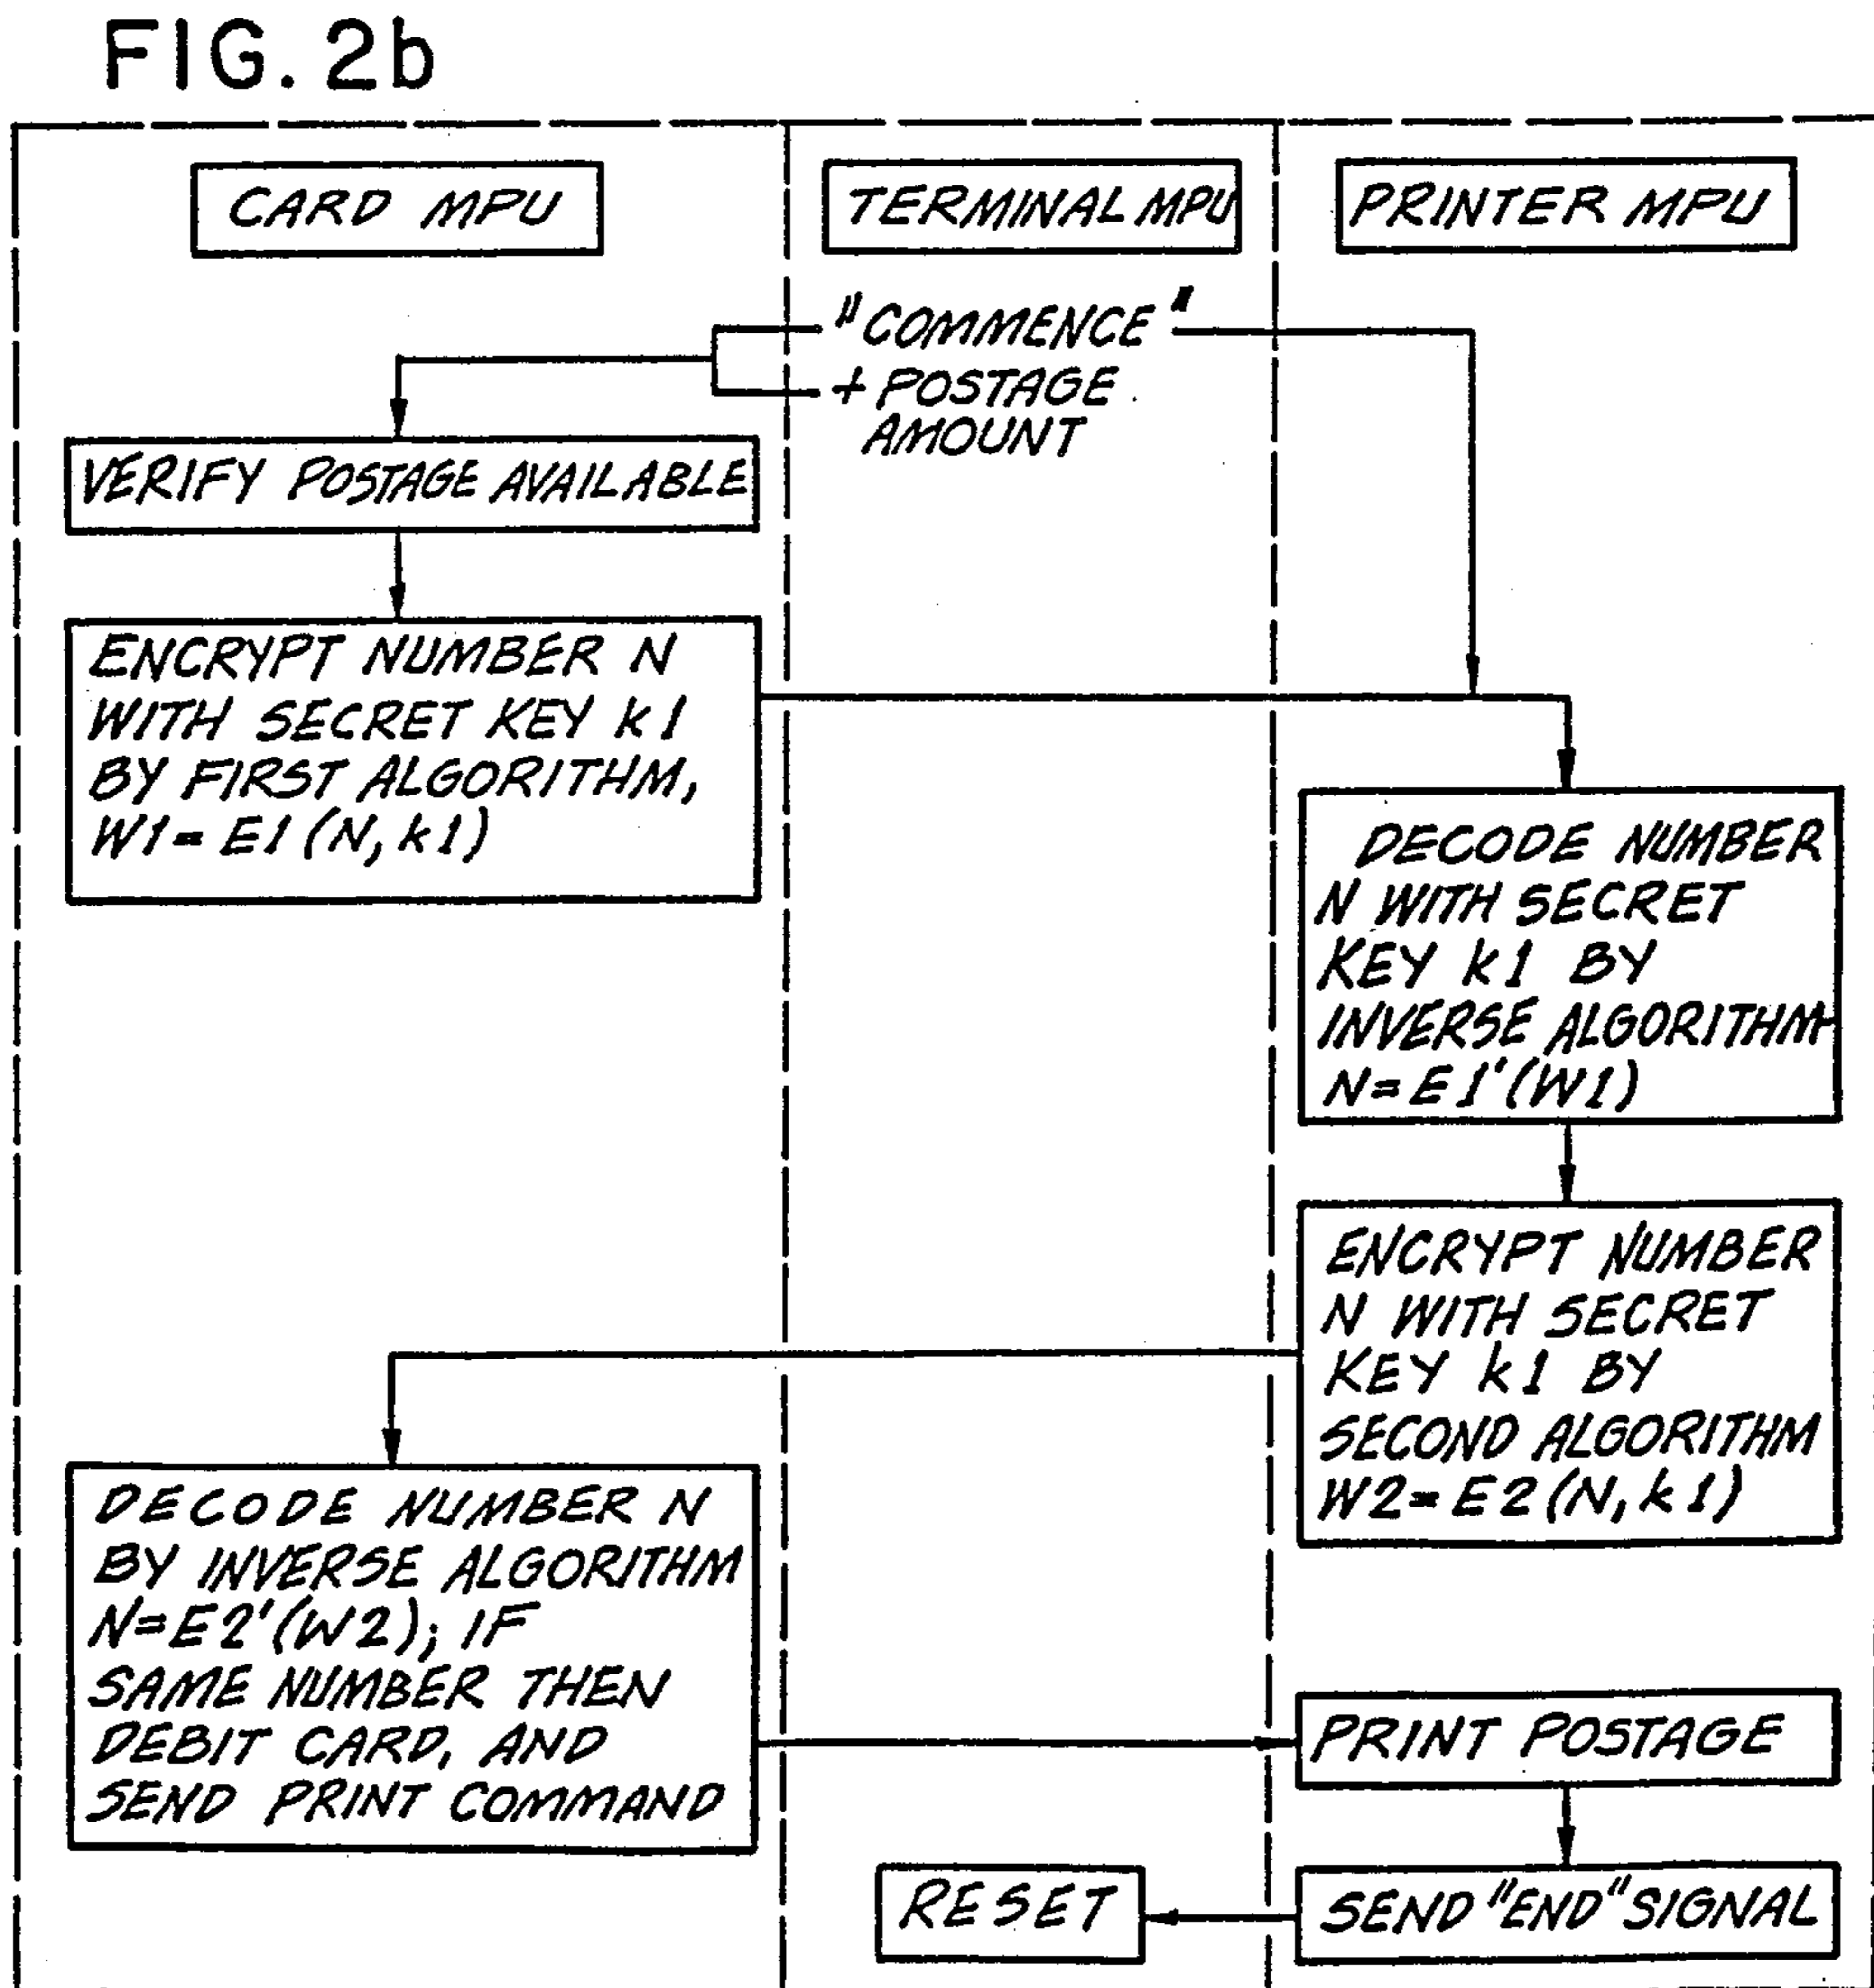 FIG. 2b
CARD MPU
TERMINAL MPU
PRINTER MPU
"COMMENCE"
+ POSTAGE
AMOUNT
VERIFY POSTAGE AVAILABLE
ENCRYPT NUMBER N
WITH SECRET KEY k1
BY FIRST ALGORITHM,
W1= E1 (N, k1)
DECODE NUMBER
N WITH SECRET
KEY k1 BY
INVERSE ALGORITHM
N=E1'(W1)
ENCRYPT NUMBER
N WITH SECRET
KEY k1 BY
SECOND ALGORITHM
W2=E2(N, k1)
DECODE NUMBER N
BY INVERSE ALGORITHM
N=E2'(W2); IF
SAME NUMBER THEN
DEBIT CARD, AND
SEND PRINT COMMAND
PRINT POSTAGE
RESET
SEND "END" SIGNAL